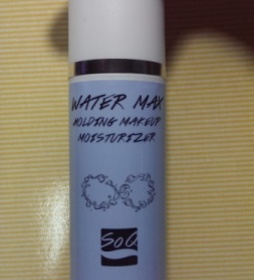 WATER MAX
HOLDING MAKEUP
MOISTURIZER
SoQ